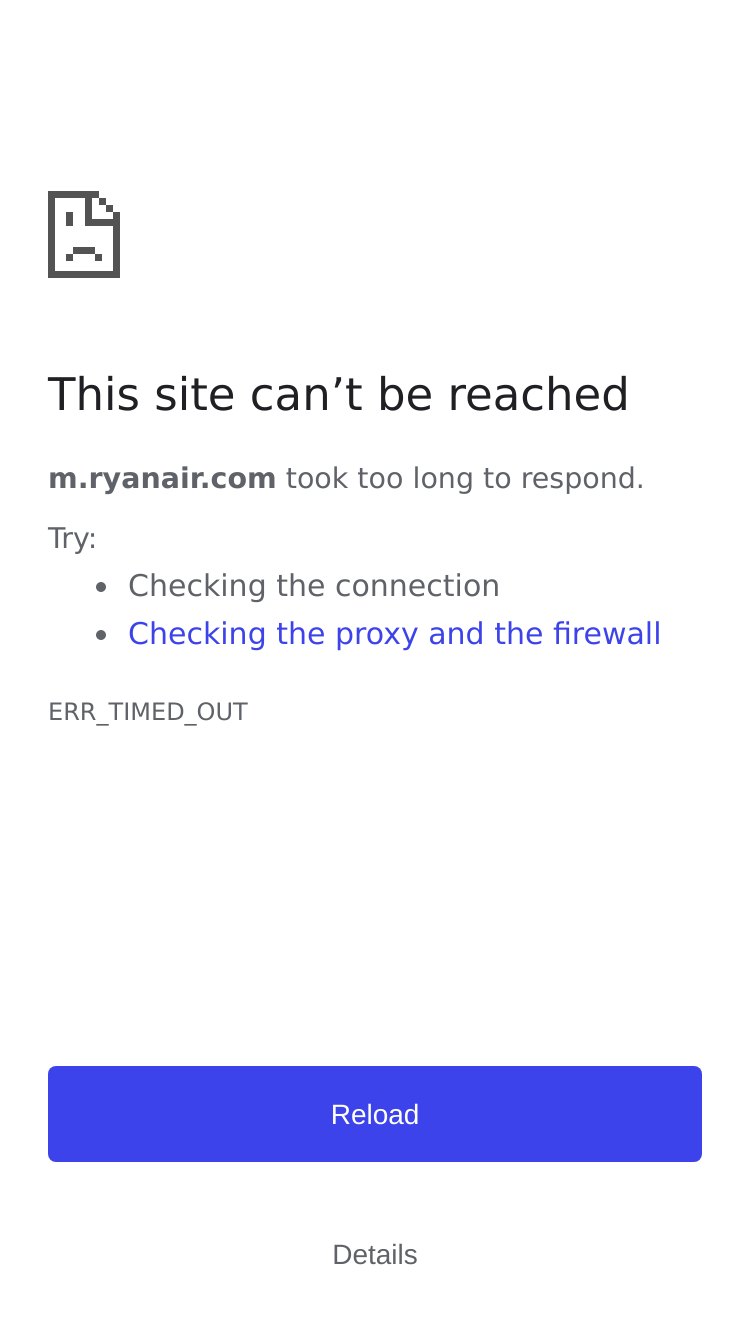 This site can’t be reached
m.ryanair.com took too long to respond.
Try:
Checking the connection
Checking the proxy and the firewall
ERR_TIMED_OUT
Reload
Details